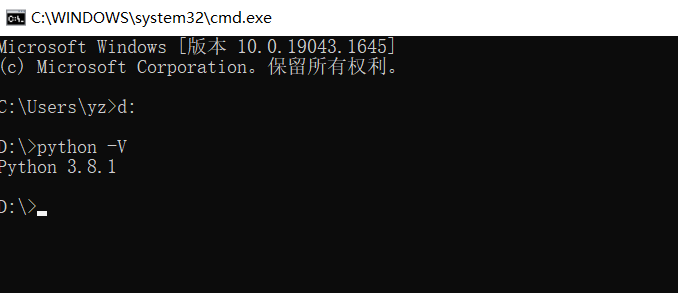 C:\WINDOWS\system32\cmd.exe
Microsoft Windows [版本 10.0.19043.1645]
(c) Microsoft Corporation。保留所有权利。
C:\Users\yz>d:
D:\>python -V
Python 3.8.1
D:\>